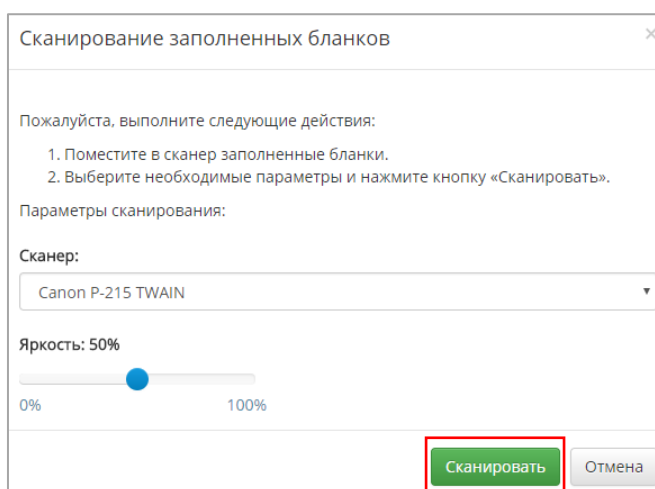 Сканирование заполненных бланков
Пожалуйста, выполните следующие действия:
1. Поместите в сканер заполненные бланки.
2. Выберите необходимые параметры и нажмите кнопку «Сканировать».
Параметры сканирования:
Сканер:
Canon P-215 TWAIN
Яркость: 50%
0% 100%
Сканировать Отмена